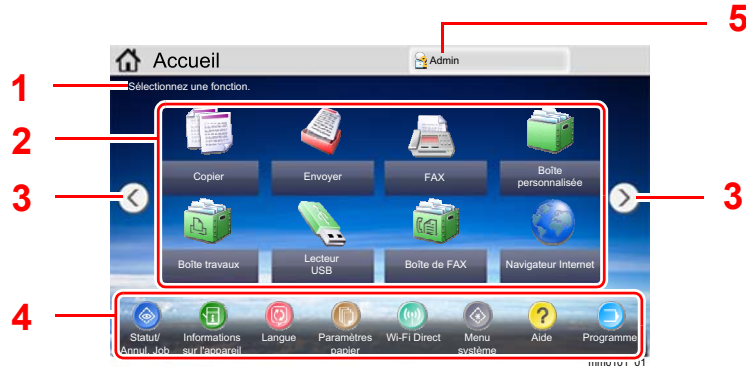 5
Accueil
Admin
1
Sélectionnez une fonction.
2
Copier
Envoyer
FAX
Boîte
personnalisée
3
3
Boîte travaux
Lecteur
USB
Boîte de FAX
Navigateur Internet
4
Statut/
Annul. Job
Informations
sur l'appareil
Langue
Paramètres
papier
Wi-Fi Direct
Menu
système
Aide
Programme